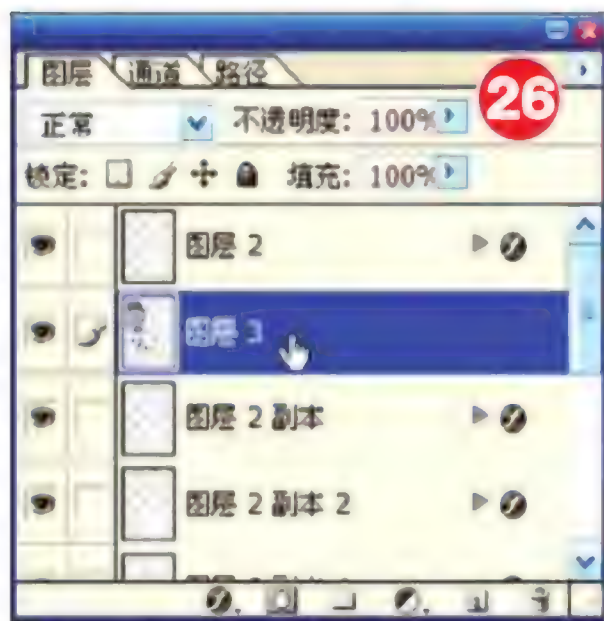 图层 通道 路径
26
正常 不透明度: 100%
锁定: 填充: 100%
图层 2
图层 3
图层 2 副本
图层 2 副本 2